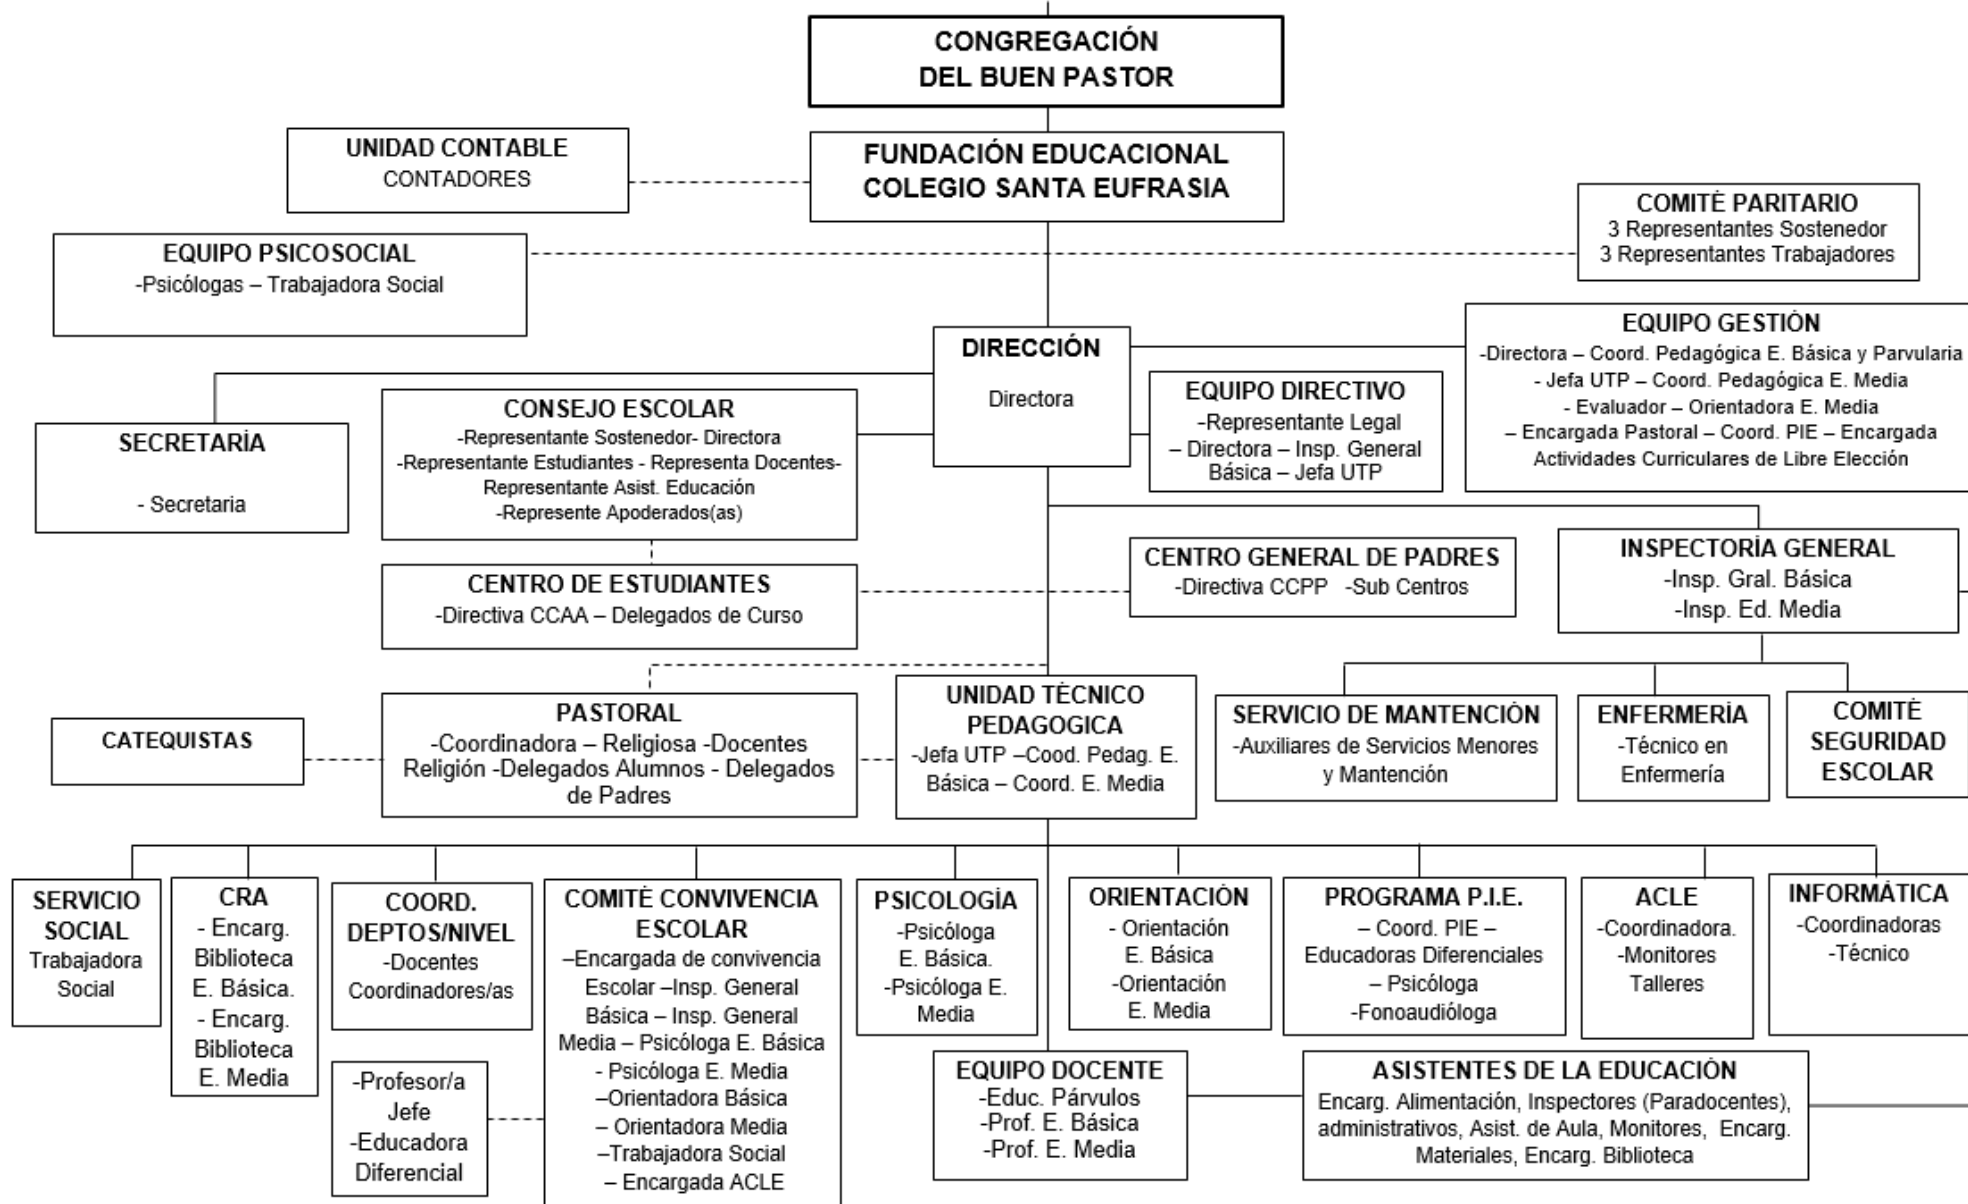 CONGREGACIÓN
DEL BUEN PASTOR
UNIDAD CONTABLE
CONTADORES
FUNDACIÓN EDUCACIONAL
COLEGIO SANTA EUFRASIA
COMITÉ PARITARIO
3 Representantes Sostenedor
3 Representantes Trabajadores
EQUIPO PSICOSOCIAL
-Psicólogas – Trabajadora Social
DIRECCIÓN
Directora
EQUIPO GESTIÓN
-Directora – Coord. Pedagógica E. Básica y Parvularia
- Jefa UTP – Coord. Pedagógica E. Media
- Evaluador – Orientadora E. Media
– Encargada Pastoral – Coord. PIE – Encargada
Actividades Curriculares de Libre Elección
EQUIPO DIRECTIVO
-Representante Legal
– Directora – Insp. General
Básica – Jefa UTP
CONSEJO ESCOLAR
-Representante Sostenedor- Directora
-Representante Estudiantes - Representa Docentes-
Representante Asist. Educación
-Represente Apoderados(as)
SECRETARÍA
- Secretaria
CENTRO DE ESTUDIANTES
-Directiva CCAA – Delegados de Curso
CENTRO GENERAL DE PADRES
-Directiva CCPP -Sub Centros
INSPECTORÍA GENERAL
-Insp. Gral. Básica
-Insp. Ed. Media
CATEQUISTAS
PASTORAL
-Coordinadora – Religiosa -Docentes
Religión -Delegados Alumnos - Delegados
de Padres
UNIDAD TÉCNICO
PEDAGOGICA
-Jefa UTP –Cood. Pedag. E.
Básica – Coord. E. Media
SERVICIO DE MANTENCIÓN
-Auxiliares de Servicios Menores
y Mantención
ENFERMERÍA
-Técnico en
Enfermería
COMITÉ
SEGURIDAD
ESCOLAR
SERVICIO
SOCIAL
Trabajadora
Social
CRA
- Encarg.
Biblioteca
E. Básica.
- Encarg.
Biblioteca
E. Media
COORD.
DEPTOS/NIVEL
-Docentes
Coordinadores/as
-Profesor/a
Jefe
-Educadora
Diferencial
COMITÉ CONVIVENCIA
ESCOLAR
–Encargada de convivencia
Escolar –Insp. General
Básica – Insp. General
Media – Psicóloga E. Básica
- Psicóloga E. Media
–Orientadora Básica
– Orientadora Media
–Trabajadora Social
– Encargada ACLE
PSICOLOGÍA
-Psicóloga
E. Básica.
-Psicóloga E.
Media
ORIENTACIÓN
- Orientación
E. Básica
-Orientación
E. Media
PROGRAMA P.I.E.
– Coord. PIE –
Educadoras Diferenciales
– Psicóloga
-Fonoaudióloga
ACLE
-Coordinadora.
-Monitores
Talleres
INFORMÁTICA
-Coordinadoras
-Técnico
EQUIPO DOCENTE
-Educ. Párvulos
-Prof. E. Básica
-Prof. E. Media
ASISTENTES DE LA EDUCACIÓN
Encarg. Alimentación, Inspectores (Paradocentes),
administrativos, Asist. de Aula, Monitores, Encarg.
Materiales, Encarg. Biblioteca